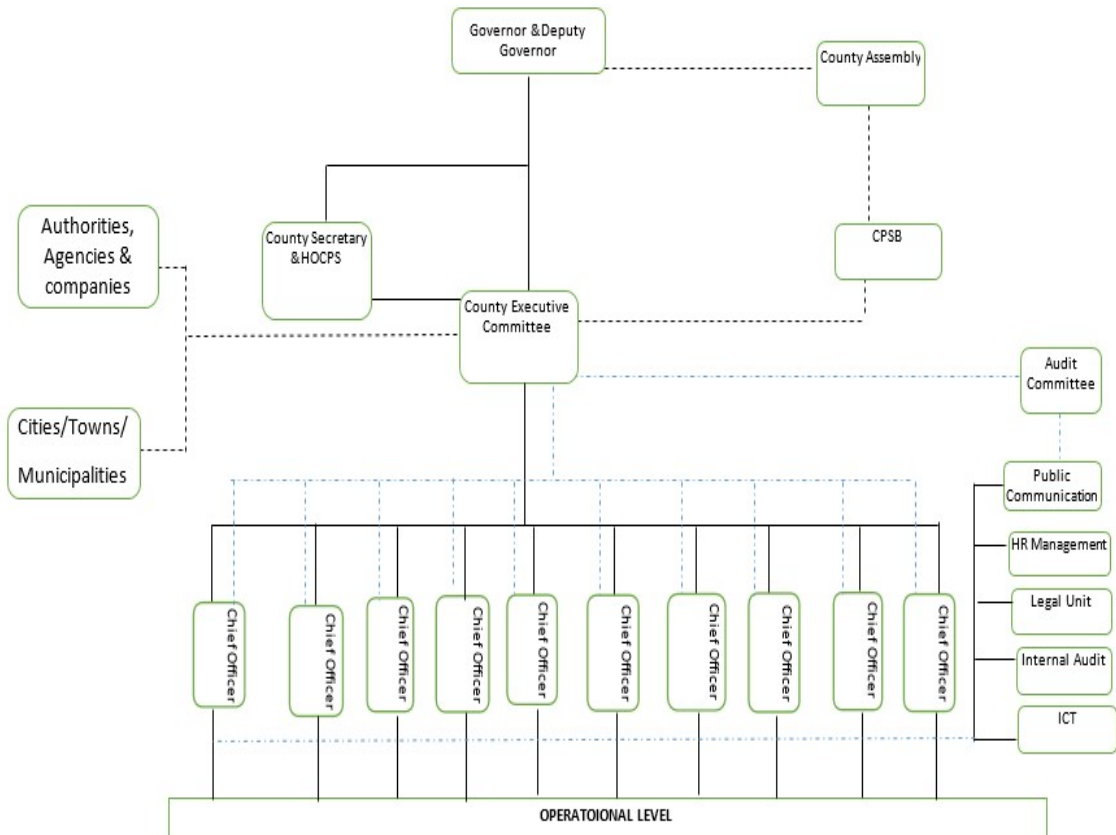 Governor &Deputy
Governor
County Assembly
Authorities,
Agencies &
companies
County Secretary
&HOCPS
CPSB
County Executive
Committee
Audit
Committee
Cities/Towns/
Municipalities
Public
Communication
HR Management
Legal Unit
Internal Audit
ICT
Chief Officer
Chief Officer
Chief Officer
Chief Officer
Chief Officer
Chief Officer
Chief Officer
Chief Officer
Chief Officer
Chief Officer
OPERATOIONAL LEVEL